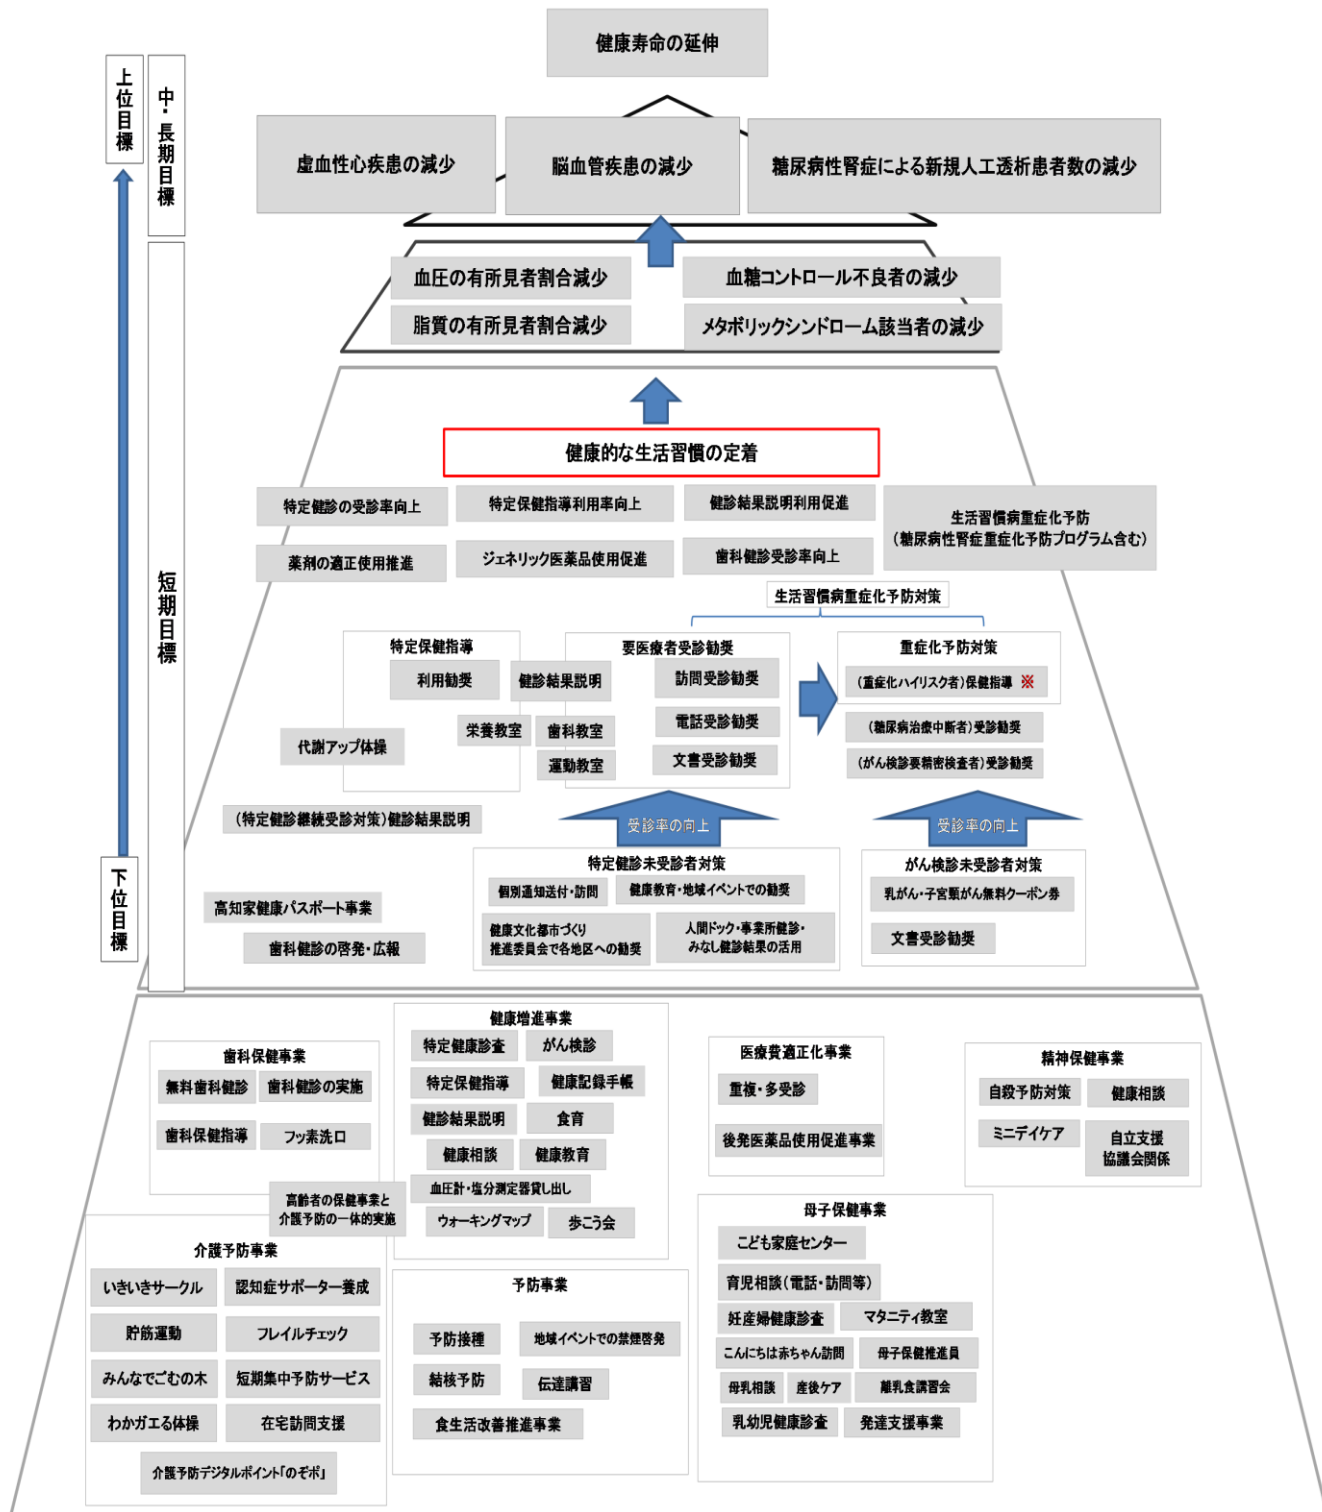 健康寿命の延伸
上位目標
中・長期目標
虚血性心疾患の減少
脳血管疾患の減少
糖尿病性腎症による新規人工透析患者数の減少
血圧の有所見者割合減少
血糖コントロール不良者の減少
脂質の有所見者割合減少
メタボリックシンドローム該当者の減少
短期目標
下位目標
健康的な生活習慣の定着
特定健診の受診率向上
特定保健指導利用率向上
健診結果説明利用促進
生活習慣病重症化予防
(糖尿病性腎症重症化予防プログラム含む)
薬剤の適正使用推進
ジェネリック医薬品使用促進
歯科健診受診率向上
生活習慣病重症化予防対策
特定保健指導
利用勧奨
健診結果説明
栄養教室
代謝アップ体操
歯科教室
運動教室
要医療者受診勧奨
訪問受診勧奨
電話受診勧奨
文書受診勧奨
重症化予防対策
(重症化ハイリスク者)保健指導 ※
(糖尿病治療中断者)受診勧奨
(がん検診要精密検査者)受診勧奨
(特定健診継続受診対策)健診結果説明
受診率の向上
受診率の向上
特定健診未受診者対策
個別通知送付・訪問
健康教育・地域イベントでの勧奨
健康文化都市づくり
推進委員会で各地区への勧奨
人間ドック・事業所健診・
みなし健診結果の活用
がん検診未受診者対策
乳がん・子宮頸がん無料クーポン券
文書受診勧奨
高知家健康パスポート事業
歯科健診の啓発・広報
歯科保健事業
無料歯科健診
歯科健診の実施
歯科保健指導
フッ素洗口
健康増進事業
特定健康診査
がん検診
特定保健指導
健康記録手帳
健診結果説明
食育
健康相談
健康教育
血圧計・塩分測定器貸し出し
ウォーキングマップ
歩こう会
医療費適正化事業
重複・多受診
後発医薬品使用促進事業
精神保健事業
自殺予防対策
健康相談
ミニデイケア
自立支援
協議会関係
高齢者の保健事業と
介護予防の一体的実施
介護予防事業
いきいきサークル
認知症サポーター養成
貯筋運動
フレイルチェック
みんなでごむの木
短期集中予防サービス
わかガエる体操
在宅訪問支援
介護予防デジタルポイント「のぞポ」
予防事業
予防接種
地域イベントでの禁煙啓発
結核予防
伝達講習
食生活改善推進事業
母子保健事業
こども家庭センター
育児相談(電話・訪問等)
妊産婦健康診査
マタニティ教室
こんにちは赤ちゃん訪問
母子保健推進員
母乳相談
産後ケア
離乳食講習会
乳幼児健康診査
発達支援事業